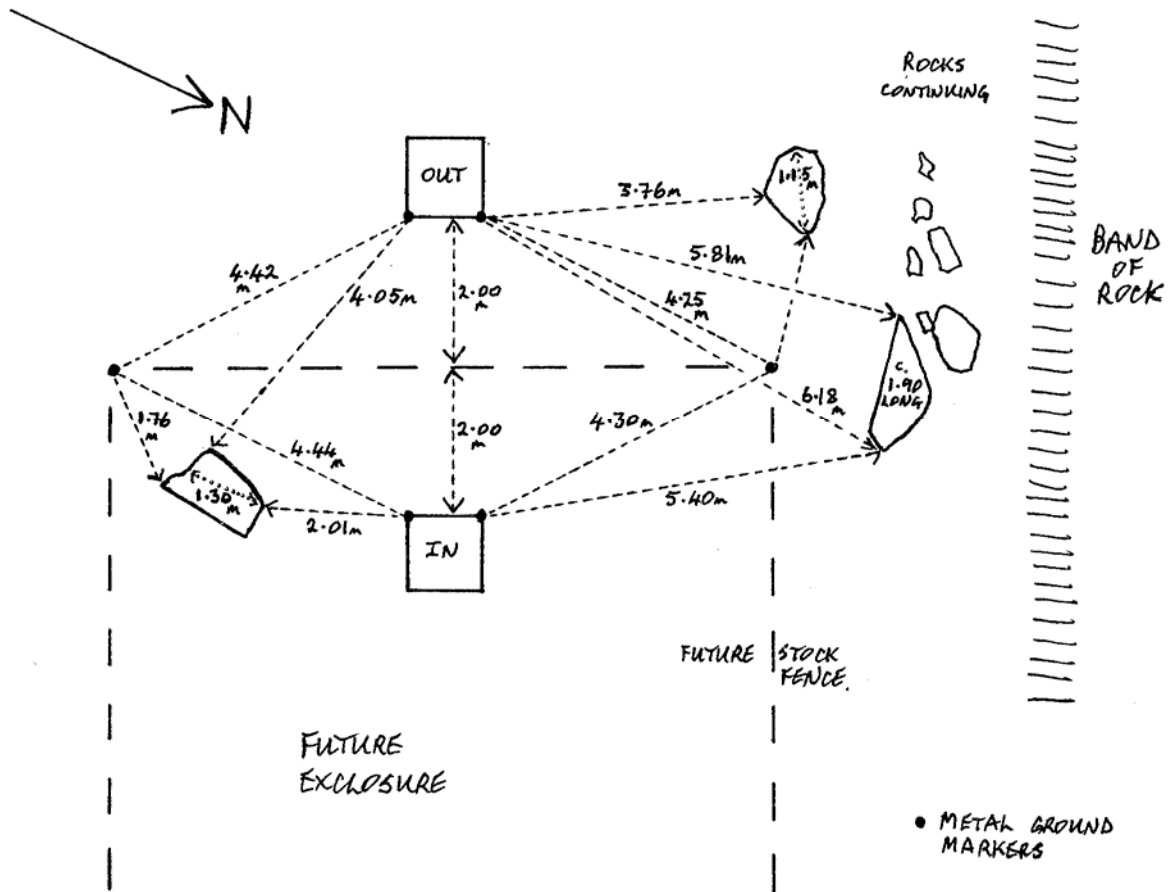 N
ROCKS
CONTINUING
OUT
3·76m
1·15
m
5·81m
BAND
OF
ROCK
4·42
m
4·05m
2·00
m
4·25
m
1·76
m
4·44
m
2·00
m
4·30m
6·18
m
C.
1·90
LONG
1·30
m
2·01m
5·40m
IN
FUTURE STOCK
FENCE.
FUTURE
EXCLOSURE
• METAL GROUND
MARKERS